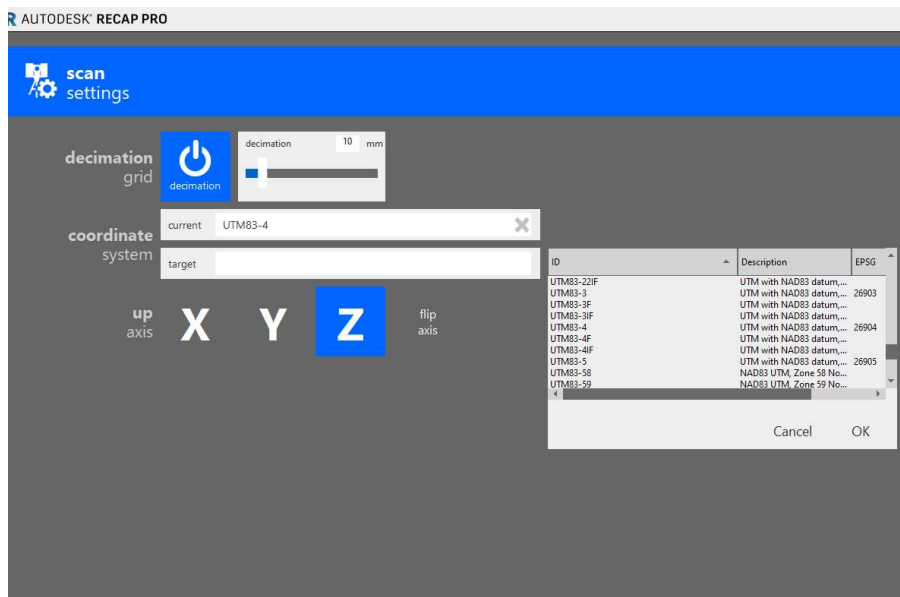 AUTODESK® RECAP PRO
scan
settings
decimation
grid
decimation
decimation 10 mm
coordinate
system
current UTM83-4
target
up
axis
X Y Z
flip
axis
ID Description EPSG
UTM83-22IF UTM with NAD83 datum,...
UTM83-3 UTM with NAD83 datum,... 26903
UTM83-3F UTM with NAD83 datum,...
UTM83-3IF UTM with NAD83 datum,...
UTM83-4 UTM with NAD83 datum,... 26904
UTM83-4F UTM with NAD83 datum,...
UTM83-4IF UTM with NAD83 datum,...
UTM83-5 UTM with NAD83 datum,... 26905
UTM83-58 NAD83 UTM, Zone 58 No...
UTM83-59 NAD83 UTM, Zone 59 No...
Cancel OK